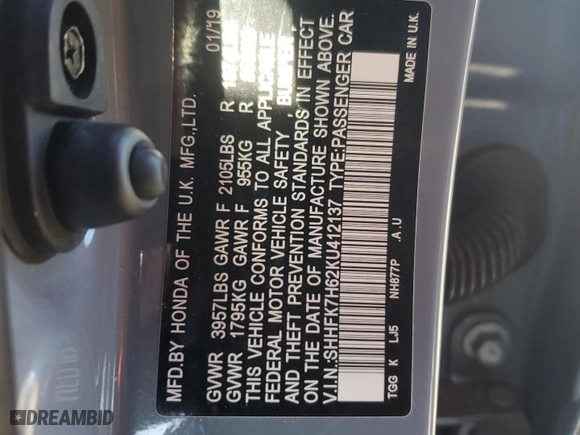 MFD.BY HONDA OF THE U.K. MFG.,LTD. 01/19
GVWR 3957LBS GAWR F 2105LBS R
GVWR 1795KG GAWR F 955KG R
THIS VEHICLE CONFORMS TO ALL APPLICABLE
FEDERAL MOTOR VEHICLE SAFETY , BUMPER ,
AND THEFT PREVENTION STANDARDS IN EFFECT
ON THE DATE OF MANUFACTURE SHOWN ABOVE.
V.I.N.:SHHFK7H62KU412137 TYPE:PASSENGER CAR
TGG K LJ5 NH877P .A.U MADE IN U.K.
DREAMBID